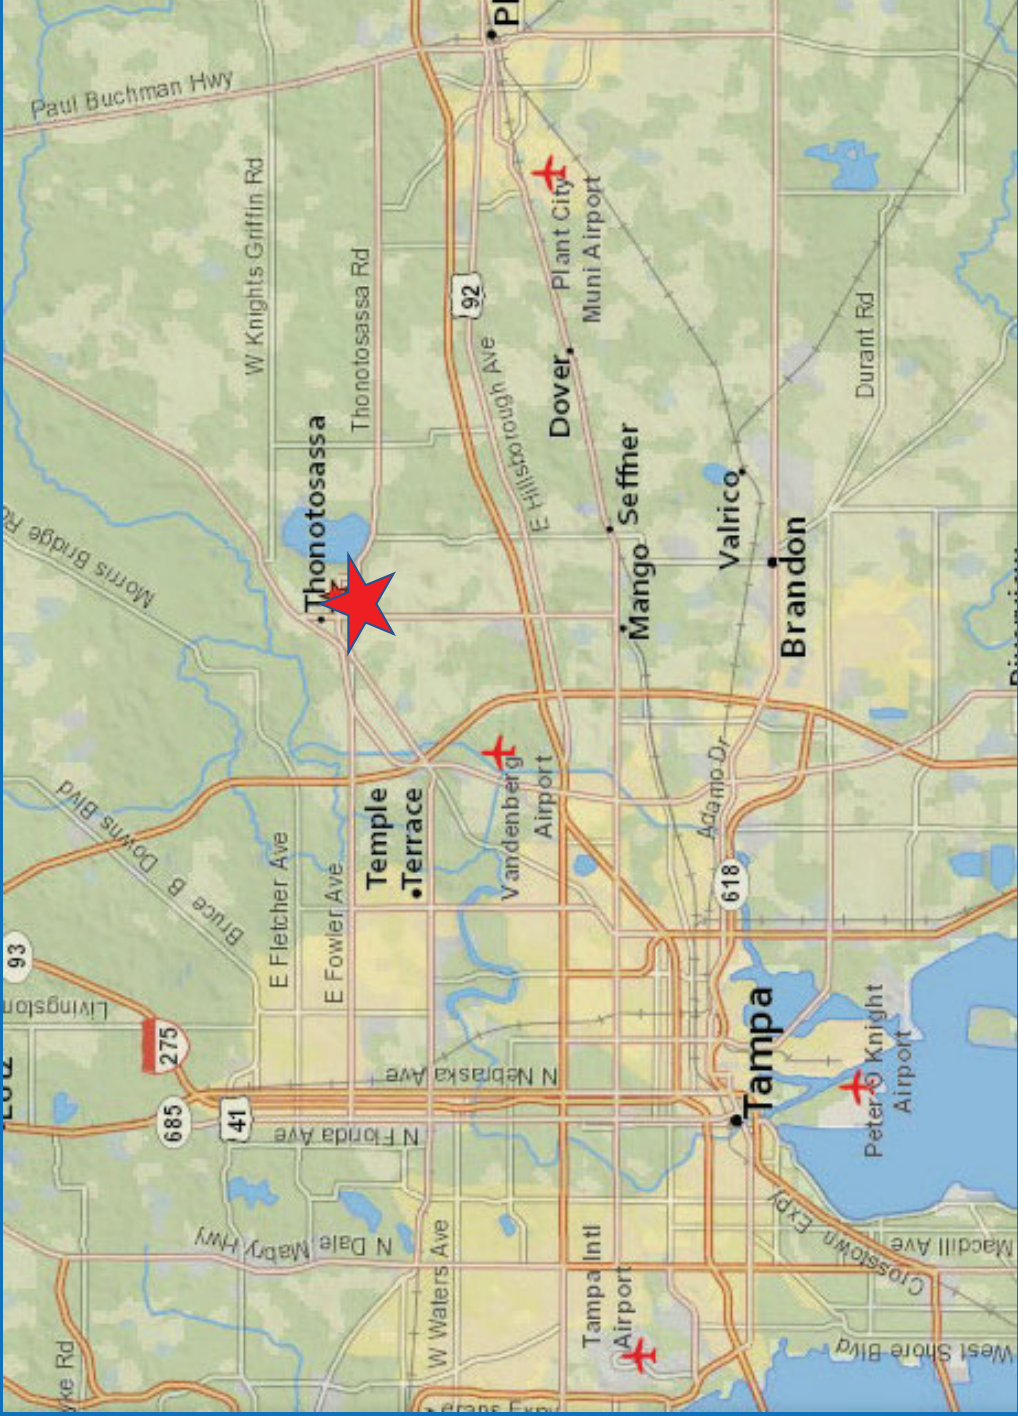 Paul Buchman Hwy
W Knights Griffin Rd
Thonotosassa Rd
92
Plant City
Muni Airport
E Hillsborough Ave
Dover
Durant Rd
Thonotosassa
Seffner
Valrico
Mango
Brandon
Morris Bridge
Bruce B Downs Blvd
Temple
Terrace
Vandenberg
Airport
Adamo Dr
618
E Fletcher Ave
E Fowler Ave
93
Livingston
275
685
41
N Nebraska Ave
N Florida Ave
Tampa
Peter O Knight
Airport
N Dale Mabry Hwy
W Waters Ave
Tampa Intl
Airport
Crosstown Expy
Macdill Ave
West Shore Blvd